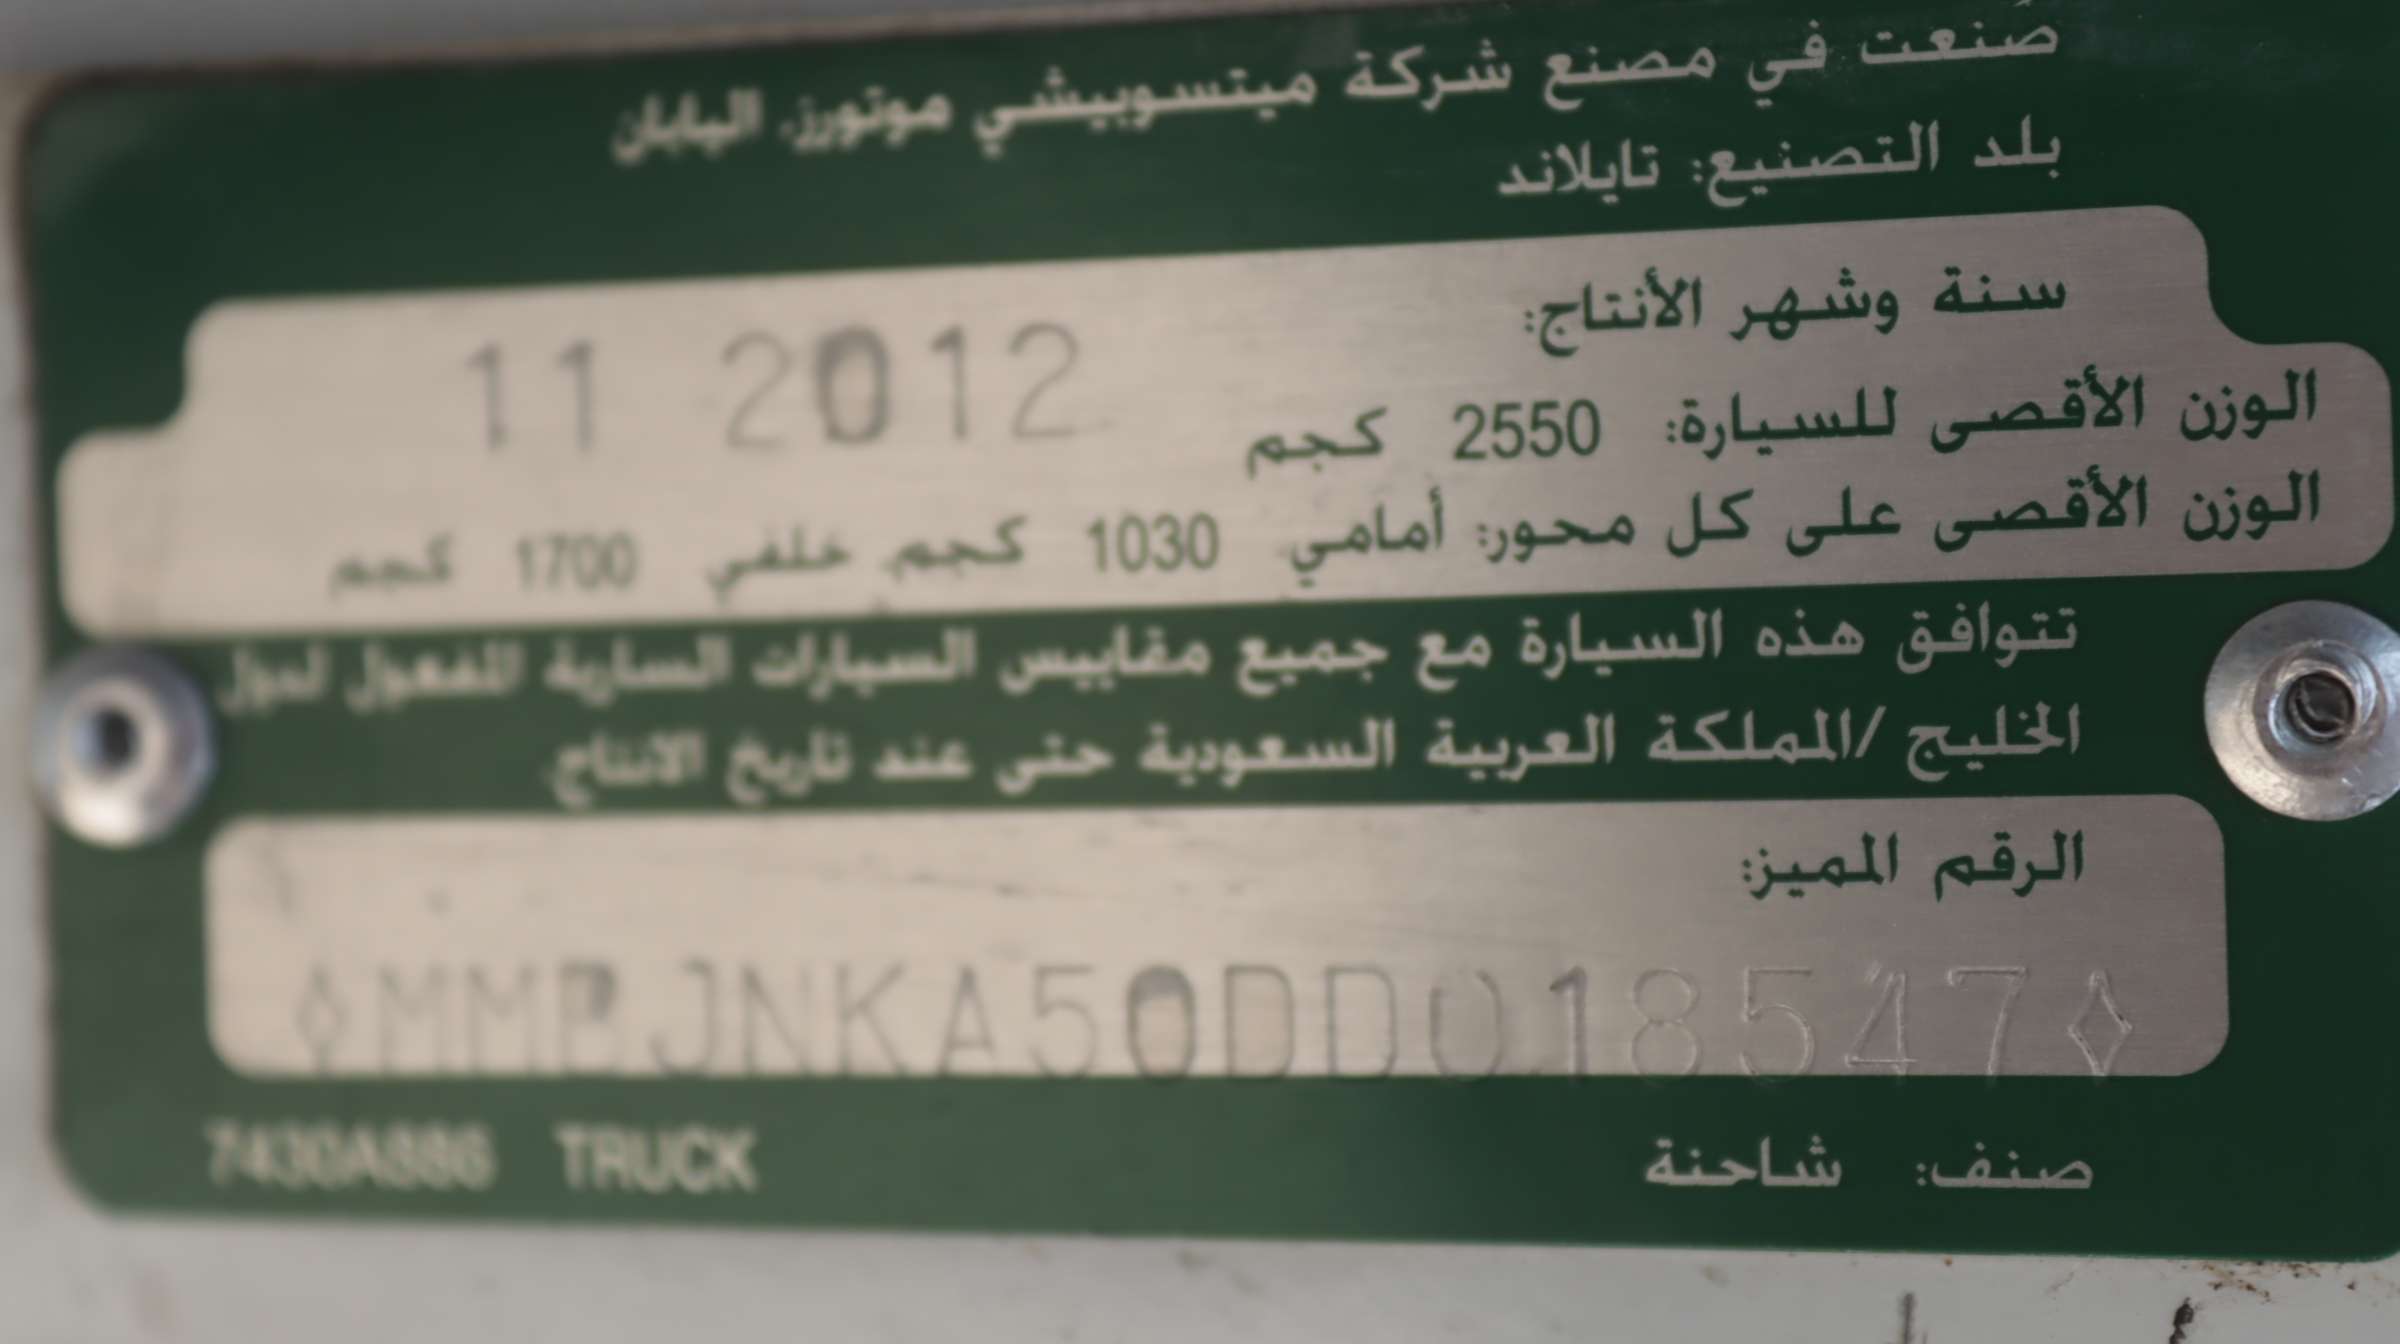 صنعت في مصنع شركة ميتسوبيشي موتورز. اليابان
بلد التصنيع: تايلاند
سنة وشهر الأنتاج: 11 2012
الوزن الأقصى للسيارة: 2550 كجم
الوزن الأقصى على كل محور: أمامي 1030 كجم خلفي 1700 كجم
تتوافق هذه السيارة مع جميع مقاييس السيارات السارية المفعول لدول
الخليج /المملكة العربية السعودية حتى عند تاريخ الانتاج.
الرقم المميز:
◊MMBJNKA50DD018547◊
صنف: شاحنة
7430A886 TRUCK